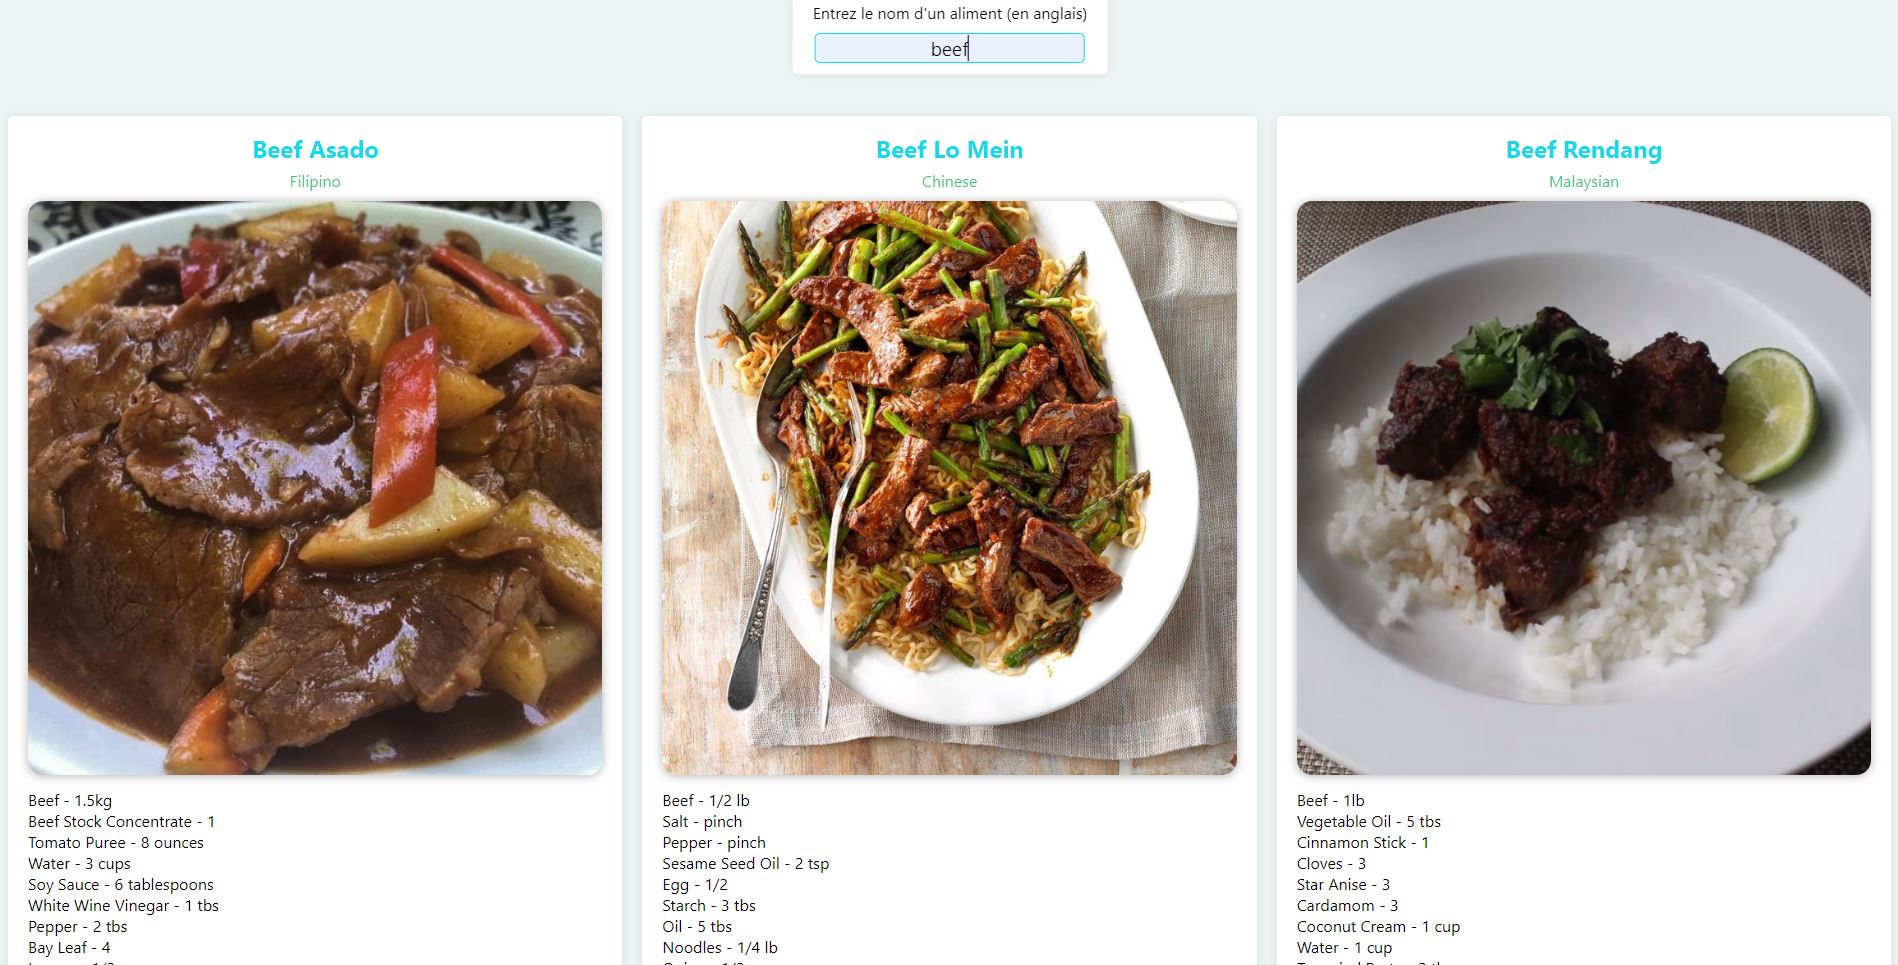 Entrez le nom d'un aliment (en anglais)
beef
Beef Asado
Filipino
Beef - 1.5kg
Beef Stock Concentrate - 1
Tomato Puree - 8 ounces
Water - 3 cups
Soy Sauce - 6 tablespoons
White Wine Vinegar - 1 tbs
Pepper - 2 tbs
Bay Leaf - 4
Beef Lo Mein
Chinese
Beef - 1/2 lb
Salt - pinch
Pepper - pinch
Sesame Seed Oil - 2 tsp
Egg - 1/2
Starch - 3 tbs
Oil - 5 tbs
Noodles - 1/4 lb
Beef Rendang
Malaysian
Beef - 1lb
Vegetable Oil - 5 tbs
Cinnamon Stick - 1
Cloves - 3
Star Anise - 3
Cardamom - 3
Coconut Cream - 1 cup
Water - 1 cup